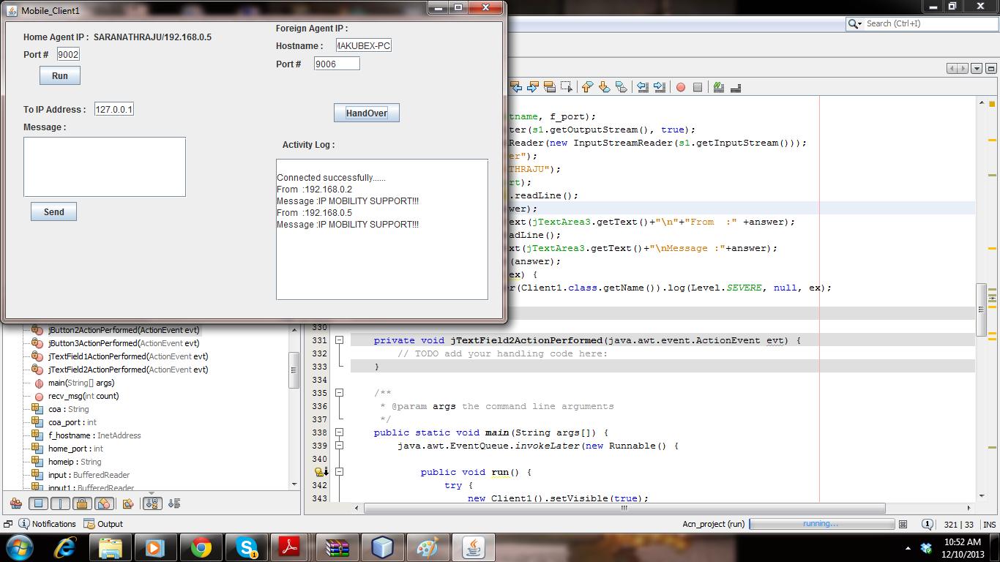 Mobile_Client1
Home Agent IP : SARANATHRAJU/192.168.0.5
Port # 9002
Run
To IP Address : 127.0.0.1
Message :
Send
Foreign Agent IP :
Hostname : MAKUBEX-PC
Port # 9006
HandOver
Activity Log :
Connected successfully......
From :192.168.0.2
Message :IP MOBILITY SUPPORT!!!
From :192.168.0.5
Message :IP MOBILITY SUPPORT!!!
Search (Ctrl+I)
tname, f_port);
ter(s1.getOutputStream(), true);
Reader(new InputStreamReader(s1.getInputStream()));
er");
THRAJU");
rt);
.readLine();
wer);
ext(jTextArea3.getText()+"\n"+"From  :" +answer);
adLine();
xt(jTextArea3.getText()+"\nMessage :"+answer);
(answer);
ex) {
r(Client1.class.getName()).log(Level.SEVERE, null, ex);
330
331 private void jTextField2ActionPerformed(java.awt.event.ActionEvent evt) {
332 // TODO add your handling code here:
333 }
334
335 /**
336 * @param args the command line arguments
337 */
338 public static void main(String args[]) {
339 java.awt.EventQueue.invokeLater(new Runnable() {
340
public void run() {
342 try {
343 new Client1().setVisible(true);
jButton2ActionPerformed(ActionEvent evt)
jButton3ActionPerformed(ActionEvent evt)
jTextField1ActionPerformed(ActionEvent evt)
jTextField2ActionPerformed(ActionEvent evt)
main(String[] args)
recv_msg(int count)
coa : String
coa_port : int
f_hostname : InetAddress
home_port : int
homeip : String
input : BufferedReader
input1 : BufferedReader
Notifications
Output
Acn_project (run)
running...
1
321 | 33
INS
S
1
10:52 AM
12/10/2013